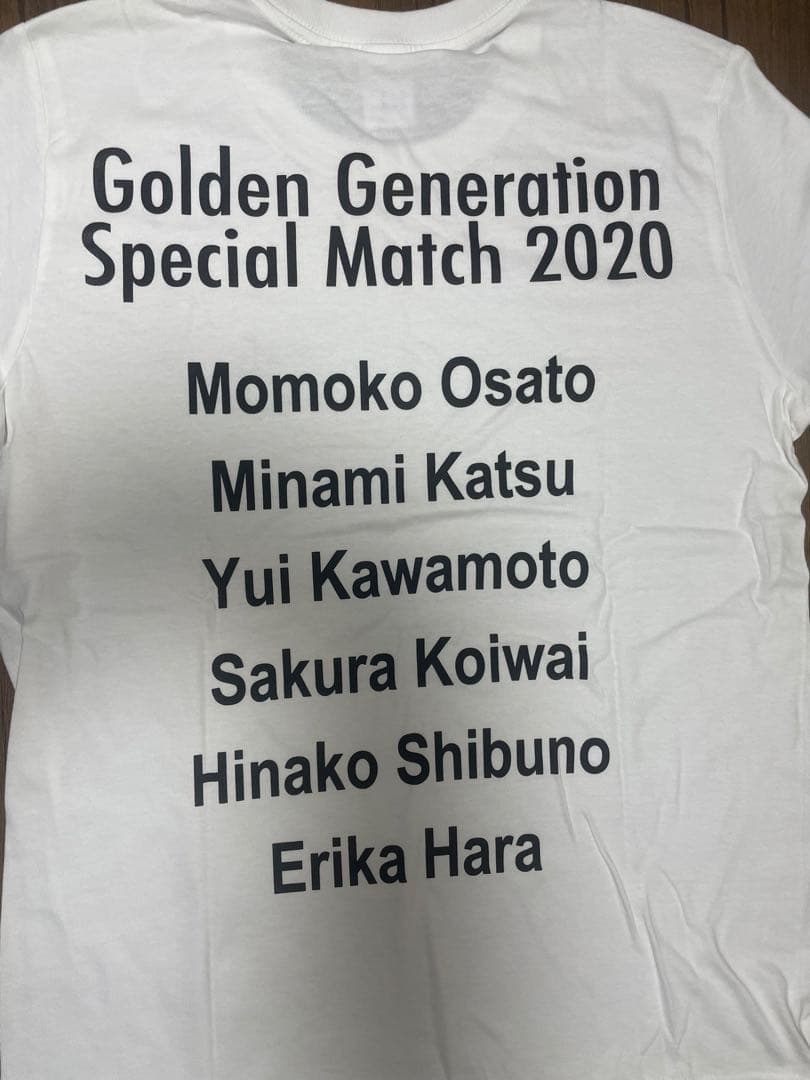 Golden Generation
Special Match 2020
Momoko Osato
Minami Katsu
Yui Kawamoto
Sakura Koiwai
Hinako Shibuno
Erika Hara